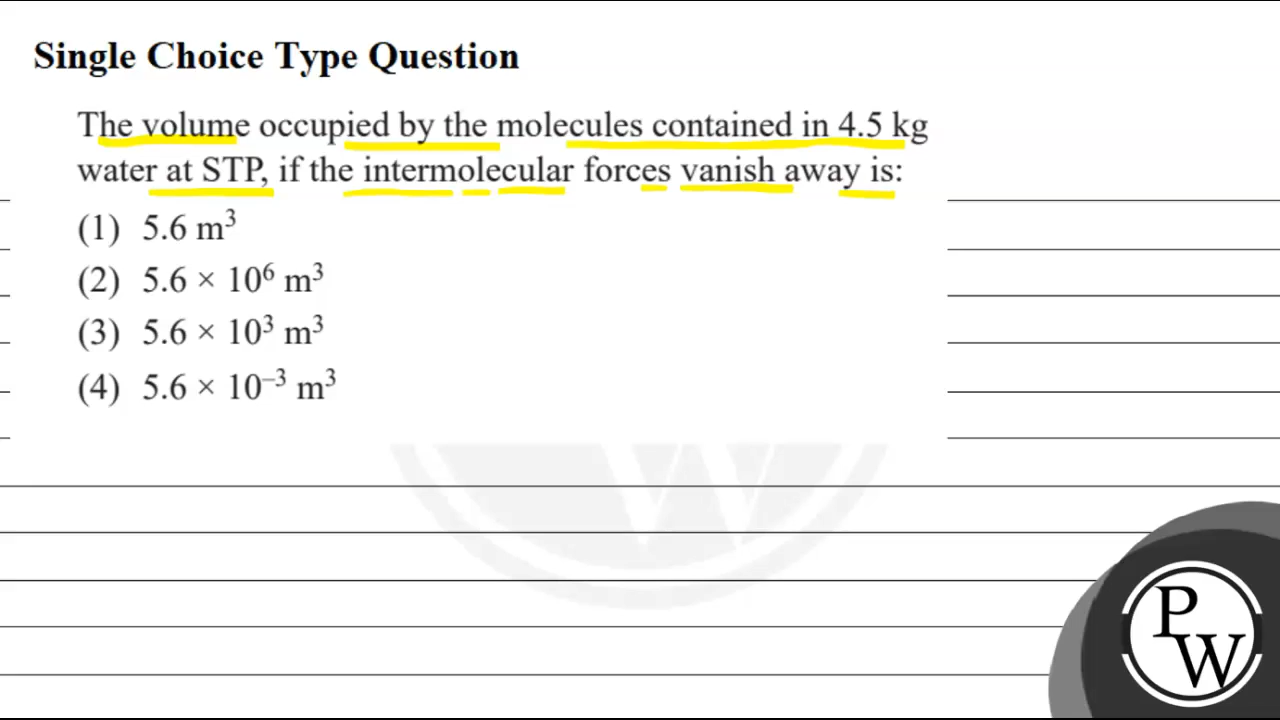 Single Choice Type Question
The volume occupied by the molecules contained in 4.5 kg
water at STP, if the intermolecular forces vanish away is:
(1) 5.6 m³
(2) 5.6 × 10⁶ m³
(3) 5.6 × 10³ m³
(4) 5.6 × 10⁻³ m³
P
W